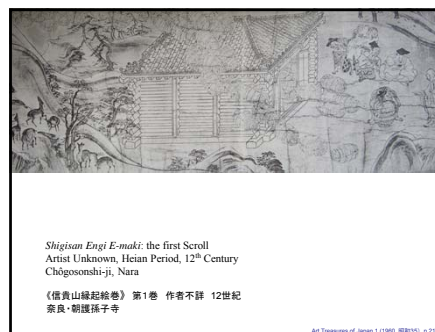 Shigisan Engi E-maki: the first Scroll
Artist Unknown, Heian Period, 12th Century
Chôgosonshi-ji, Nara
《信貴山縁起絵巻》 第1巻 作者不詳 12世紀
奈良・朝護孫子寺
Art Treasures of Japan 1 (1960, 昭和35), p.21